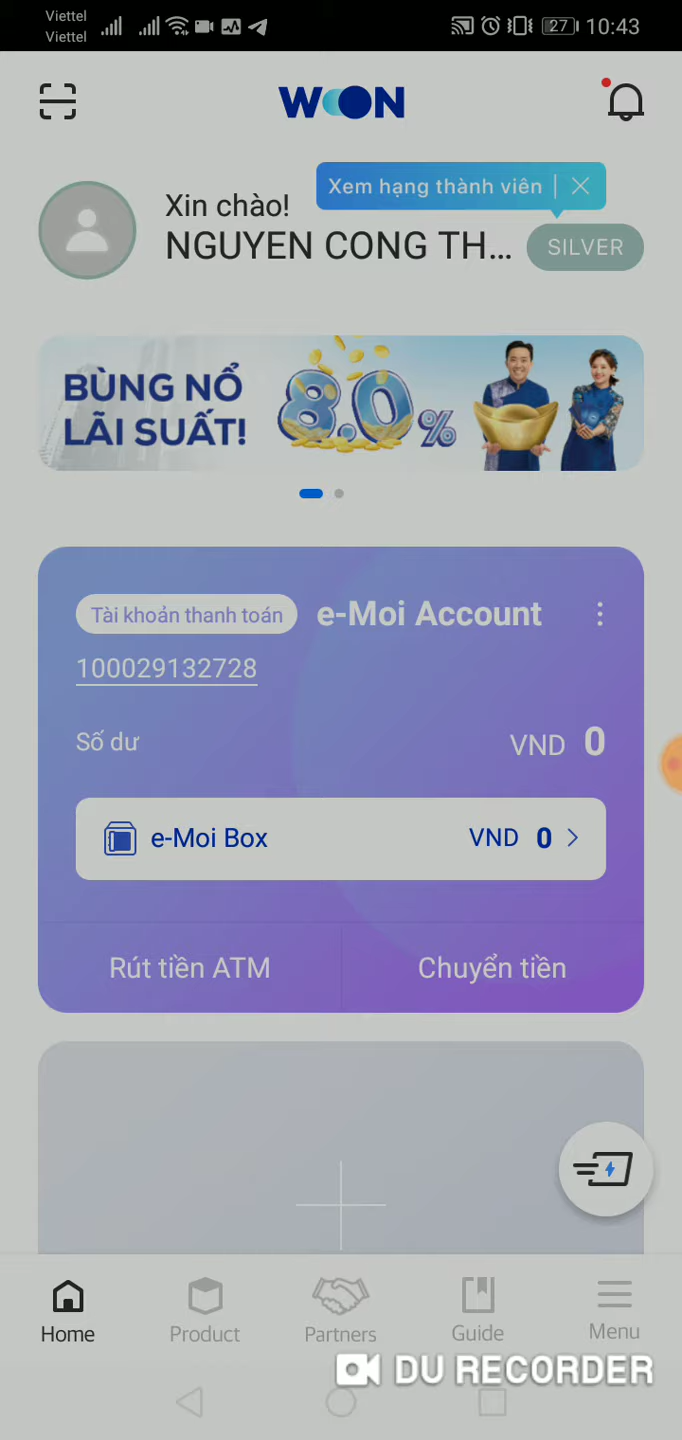 Viettel
Viettel
27
10:43
WOON
Xem hạng thành viên
Xin chào!
NGUYEN CONG TH...
SILVER
BÙNG NỔ
LÃI SUẤT!
8.0%
Tài khoản thanh toán
e-Moi Account
100029132728
Số dư
VND 0
e-Moi Box
VND 0
Rút tiền ATM
Chuyển tiền
Home
Product
Partners
Guide
Menu
DU RECORDER